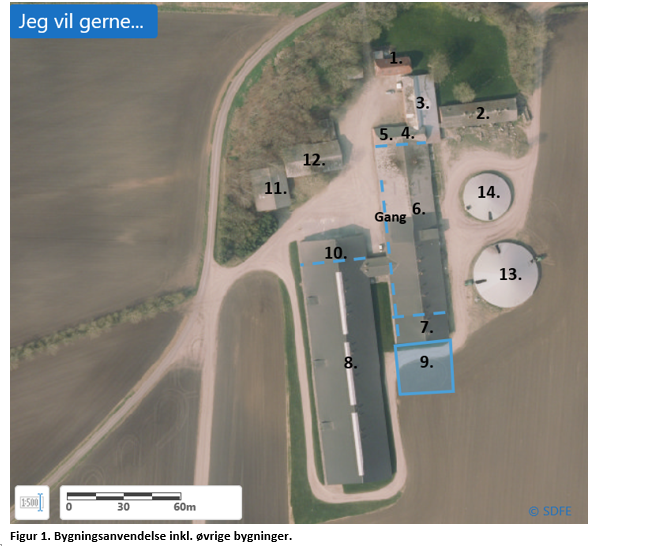 Jeg vil gerne...
1.
3.
2.
5. 4.
12.
11.
14.
6.
Gang
10.
13.
7.
8.
9.
1:500
0 30 60m
© SDFE
Figur 1. Bygningsanvendelse inkl. øvrige bygninger.